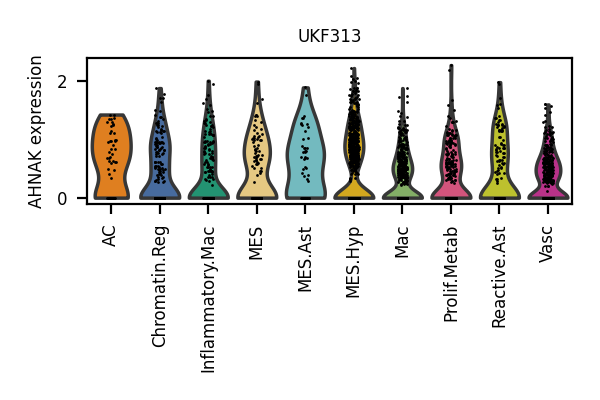 UKF313
AHNAK expression
2
0
AC
Chromatin.Reg
Inflammatory.Mac
MES
MES.Ast
MES.Hyp
Mac
Prolif.Metab
Reactive.Ast
Vasc